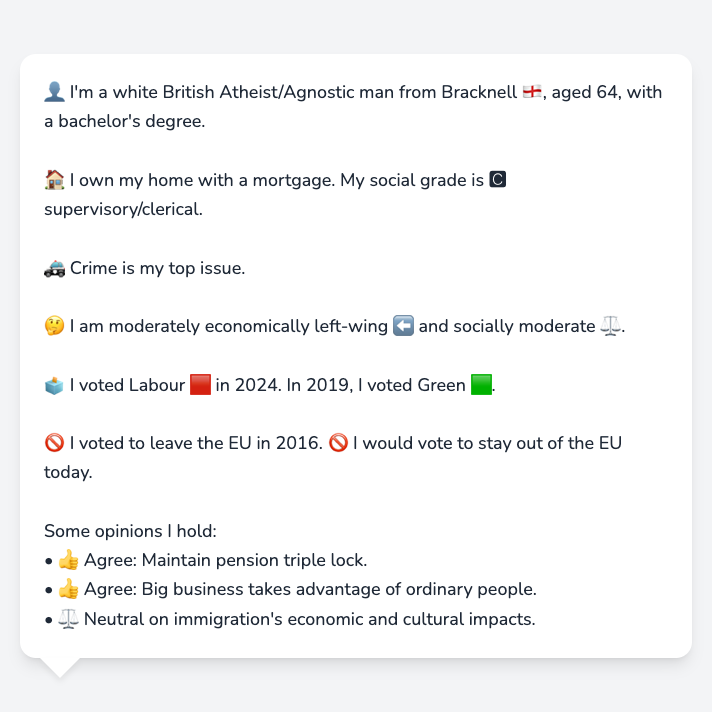 👤 I'm a white British Atheist/Agnostic man from Bracknell 🏴󠁧󠁢󠁥󠁮󠁧󠁿, aged 64, with
a bachelor's degree.
🏠 I own my home with a mortgage. My social grade is C
supervisory/clerical.
🚓 Crime is my top issue.
🤔 I am moderately economically left-wing ⬅️ and socially moderate ⚖️.
🗳️ I voted Labour 🟥 in 2024. In 2019, I voted Green 🟩.
🚫 I voted to leave the EU in 2016. 🚫 I would vote to stay out of the EU
today.
Some opinions I hold:
• 👍 Agree: Maintain pension triple lock.
• 👍 Agree: Big business takes advantage of ordinary people.
• ⚖️ Neutral on immigration's economic and cultural impacts.